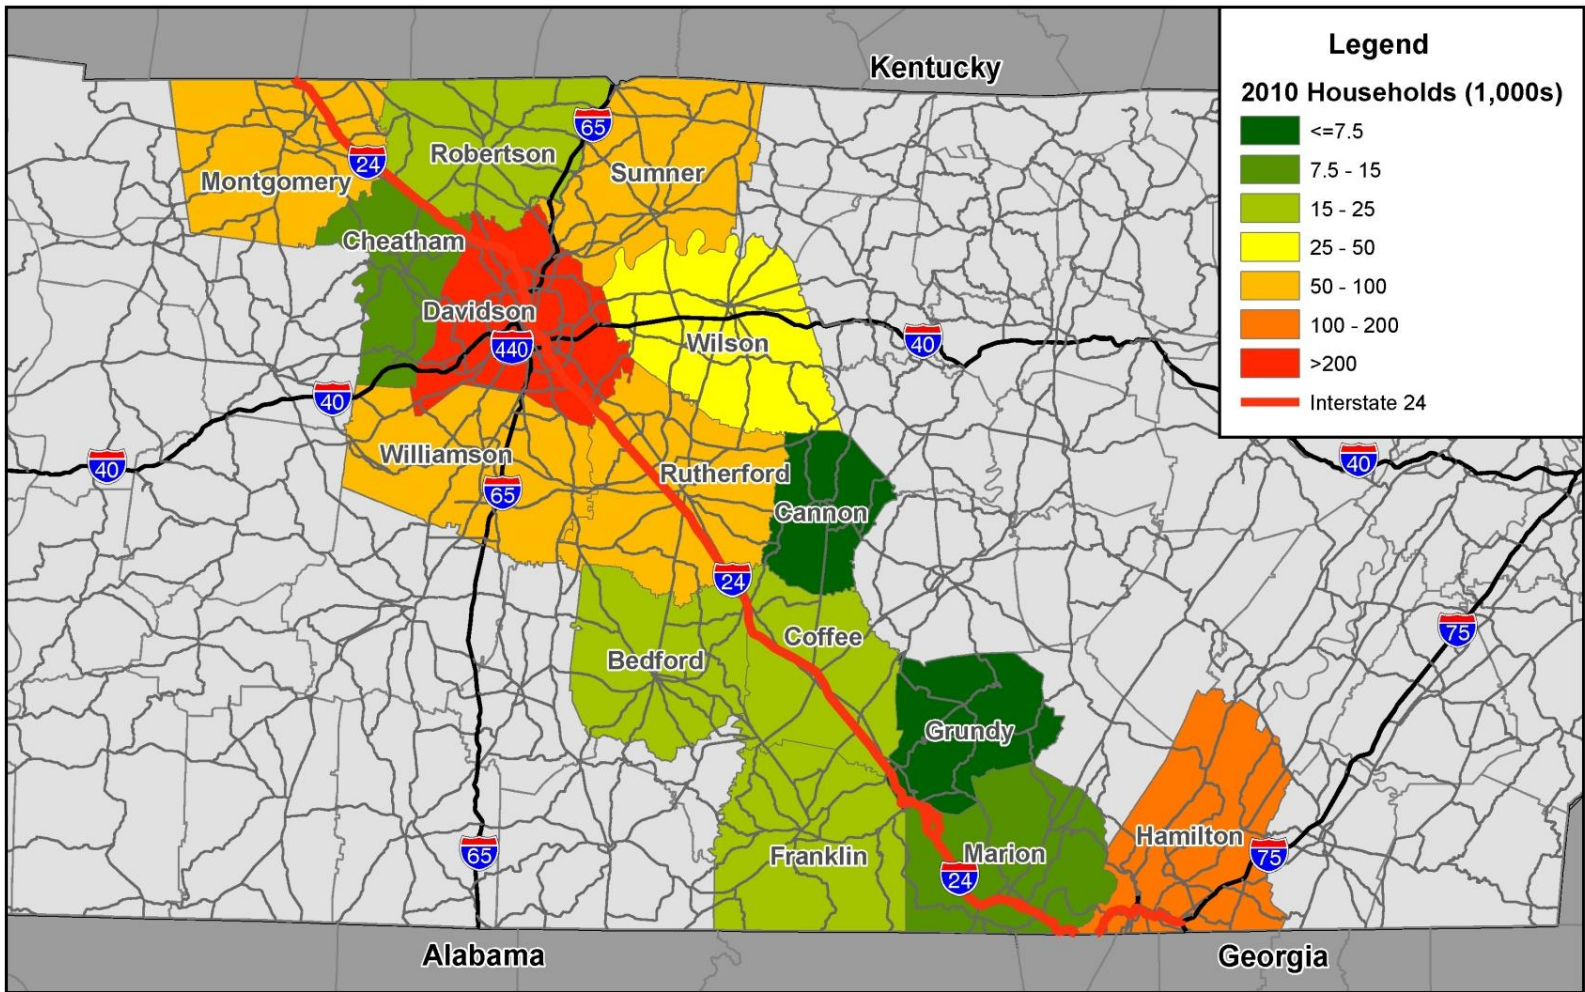 Kentucky
Legend
2010 Households (1,000s)
<=7.5
7.5 - 15
15 - 25
25 - 50
50 - 100
100 - 200
>200
Interstate 24
65
24
Robertson
Sumner
Montgomery
Cheatham
Davidson
440
Wilson
40
40
Williamson
Rutherford
40
40
65
Cannon
24
Coffee
75
Bedford
Grundy
Hamilton
65
Franklin
Marion
75
24
Alabama
Georgia